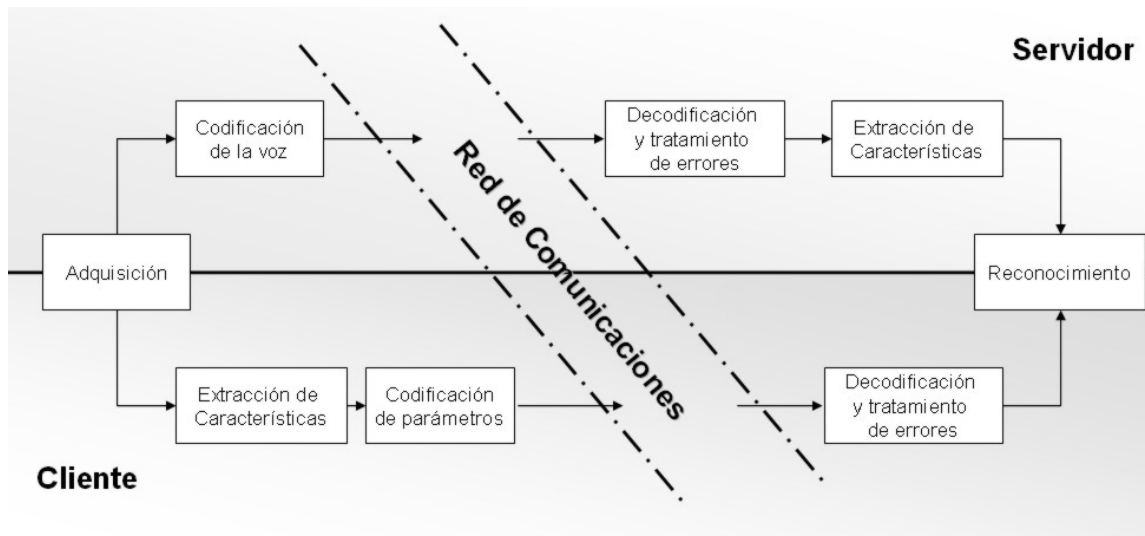 Servidor
Codificación
de la voz
Decodificación
y tratamiento
de errores
Extracción de
Características
Red de Comunicaciones
Adquisición
Reconocimiento
Extracción de
Características
Codificación
de parámetros
Decodificación
y tratamiento
de errores
Cliente